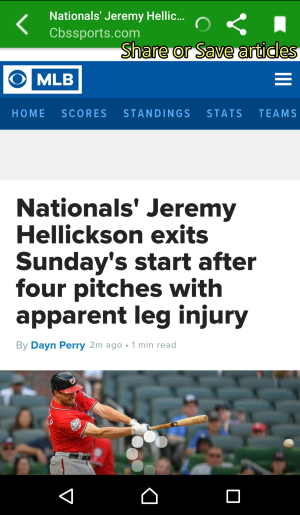 Nationals' Jeremy Hellic...
Cbssports.com
Share or Save articles
MLB
HOME SCORES STANDINGS STATS TEAMS
Nationals' Jeremy
Hellickson exits
Sunday's start after
four pitches with
apparent leg injury
By Dayn Perry 2m ago • 1 min read